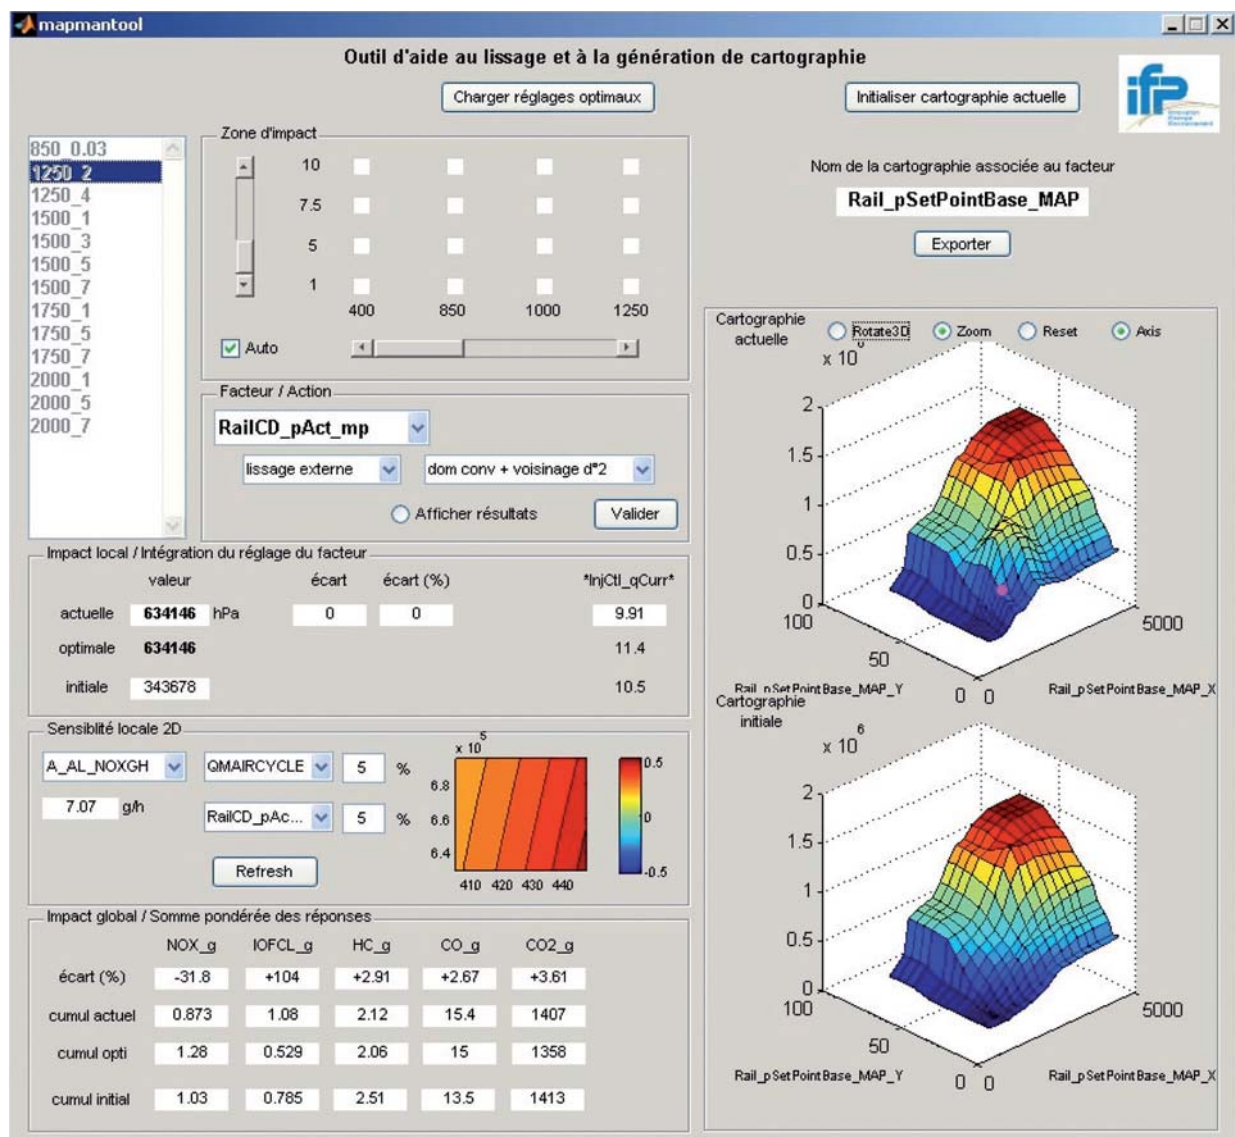 mapmantool
Outil d'aide au lissage et à la génération de cartographie
Charger réglages optimaux
Initialiser cartographie actuelle
ifp
Innovation
Energie
Environnement
850_0.03
1250_2
1250_4
1500_1
1500_3
1500_5
1500_7
1750_1
1750_5
1750_7
2000_1
2000_5
2000_7
Zone d'impact
10
7.5
5
1
400 850 1000 1250
Auto
Nom de la cartographie associée au facteur
Rail_pSetPointBase_MAP
Exporter
Facteur / Action
RailCD_pAct_mp
lissage externe dom conv + voisinage d*2
Afficher résultats Valider
Impact local / Intégration du réglage du facteur
valeur écart écart (%) *InjCtl_qCurr*
actuelle 634146 hPa 0 0 9.91
optimale 634146 11.4
initiale 343678 10.5
Sensiblité locale 2D
A_AL_NOXGH QMAIRCYCLE 5 %
7.07 g/h RailCD_pAc... 5 %
Refresh
x 10 5
6.8
6.6
6.4
410 420 430 440
0.5
0
-0.5
Impact global / Somme pondérée des réponses
NOX_g IOFCL_g HC_g CO_g CO2_g
écart (%) -31.8 +104 +2.91 +2.67 +3.61
cumul actuel 0.873 1.08 2.12 15.4 1407
cumul opti 1.28 0.529 2.06 15 1358
cumul initial 1.03 0.785 2.51 13.5 1413
Cartographie
actuelle
Rotate3D Zoom Reset Axis
x 10
2
1.5
1
0.5
0
100
50
0 0
5000
Rail_pSetPointBase_MAP_Y Rail_pSetPointBase_MAP_X
Cartographie
initiale
x 10 6
2
1.5
1
0.5
0
100
50
0 0
5000
Rail_pSetPointBase_MAP_Y Rail_pSetPointBase_MAP_X